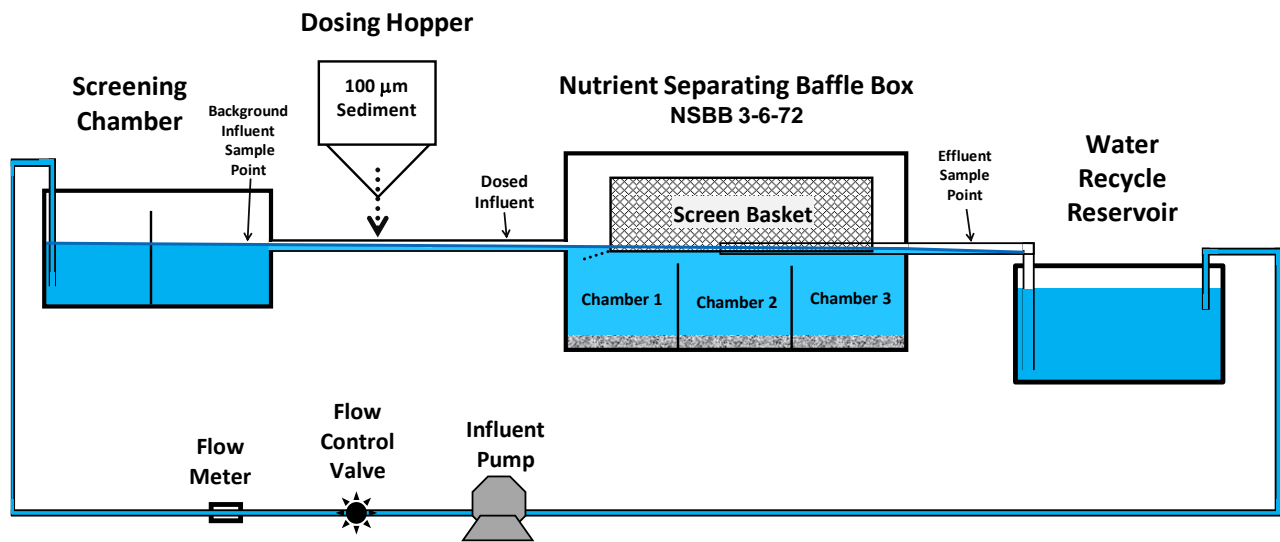 Dosing Hopper
Screening
Chamber
Background
Influent
Sample
Point
100 μm
Sediment
Dosed
Influent
Nutrient Separating Baffle Box
NSBB 3-6-72
Screen Basket
Chamber 1
Chamber 2
Chamber 3
Effluent
Sample
Point
Water
Recycle
Reservoir
Flow
Meter
Flow
Control
Valve
Influent
Pump